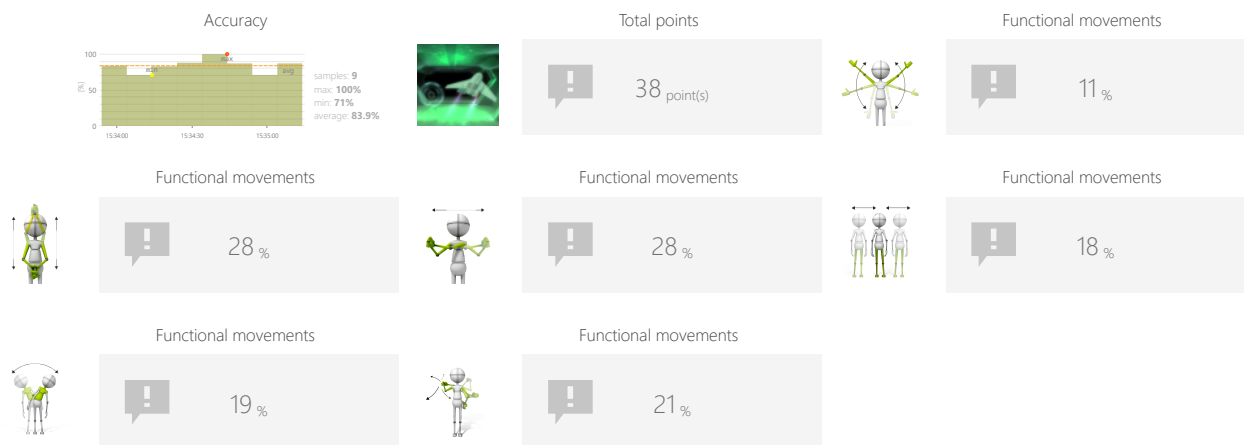 Accuracy
Total points
Functional movements
100
50
0
[%]
min
max
avg
15:34:00
15:34:30
15:35:00
samples: 9
max: 100%
min: 71%
average: 83.9%
38 point(s)
11 %
Functional movements
Functional movements
Functional movements
28 %
28 %
18 %
Functional movements
Functional movements
19 %
21 %